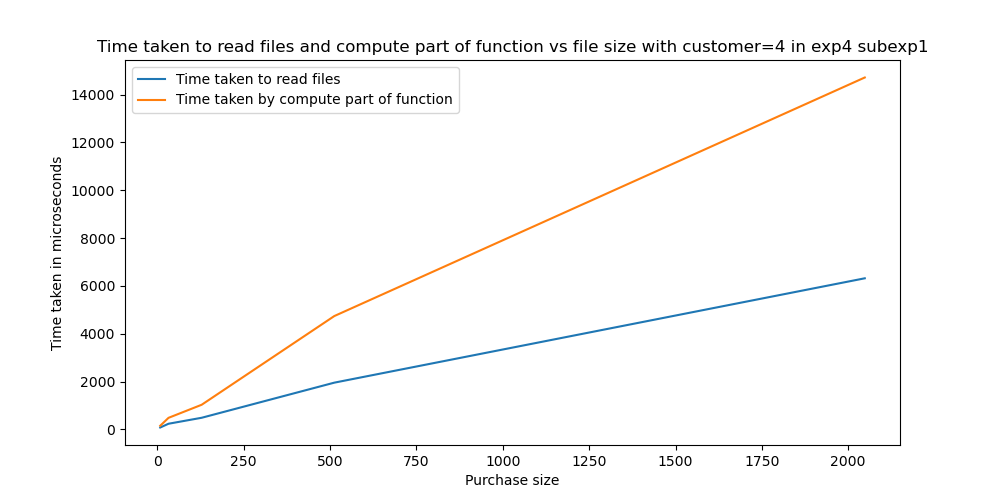 Time taken to read files and compute part of function vs file size with customer=4 in exp4 subexp1
Time taken to read files
Time taken by compute part of function
Time taken in microseconds
14000
12000
10000
8000
6000
4000
2000
0
0 250 500 750 1000 1250 1500 1750 2000
Purchase size